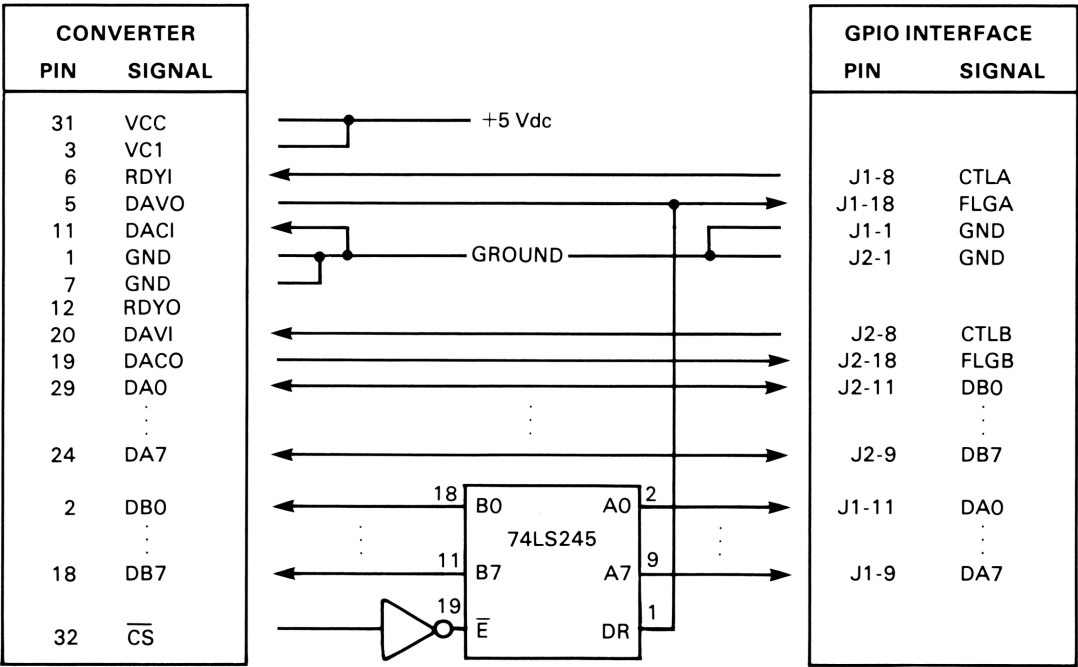 CONVERTER GPIO INTERFACE
PIN SIGNAL PIN SIGNAL
31 VCC +5 Vdc
3 VC1
6 RDYI J1-8 CTLA
5 DAVO J1-18 FLGA
11 DACI J1-1 GND
1 GND GROUND J2-1 GND
7 GND
12 RDYO
20 DAVI J2-8 CTLB
19 DACO J2-18 FLGB
29 DA0 J2-11 DB0
24 DA7 J2-9 DB7
2 DB0 18 B0 A0 2 J1-11 DA0
74LS245
18 DB7 11 B7 A7 9 J1-9 DA7
32 C̅S̅ 19 E̅ DR 1